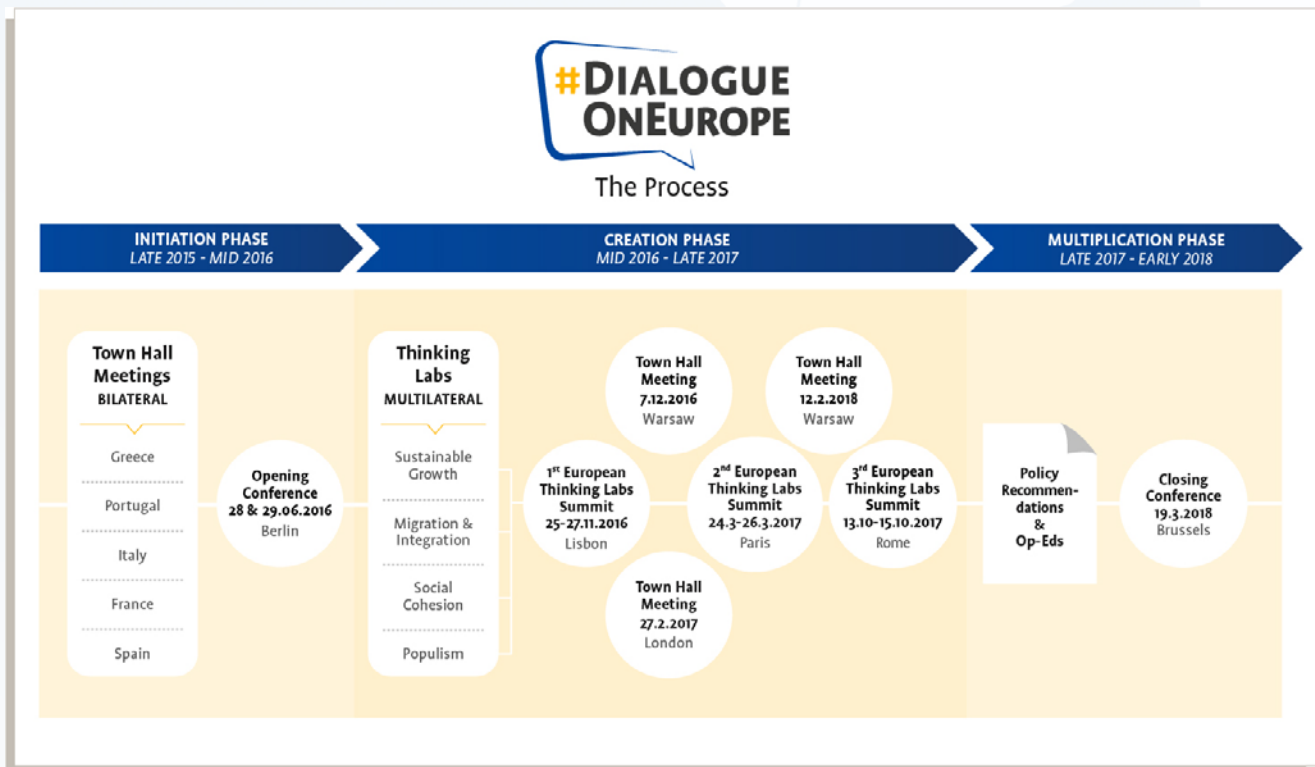 #DIALOGUE
ONEUROPE
The Process
INITIATION PHASE
LATE 2015 - MID 2016
CREATION PHASE
MID 2016 - LATE 2017
MULTIPLICATION PHASE
LATE 2017 - EARLY 2018
Town Hall
Meetings
BILATERAL
Greece
Portugal
Italy
France
Spain
Opening
Conference
28 & 29.06.2016
Berlin
Thinking
Labs
MULTILATERAL
Sustainable
Growth
Migration &
Integration
Social
Cohesion
Populism
1st European
Thinking Labs
Summit
25-27.11.2016
Lisbon
Town Hall
Meeting
7.12.2016
Warsaw
Town Hall
Meeting
27.2.2017
London
2nd European
Thinking Labs
Summit
24.3-26.3.2017
Paris
Town Hall
Meeting
12.2.2018
Warsaw
3rd European
Thinking Labs
Summit
13.10-15.10.2017
Rome
Policy
Recommen-
dations
&
Op-Eds
Closing
Conference
19.3.2018
Brussels